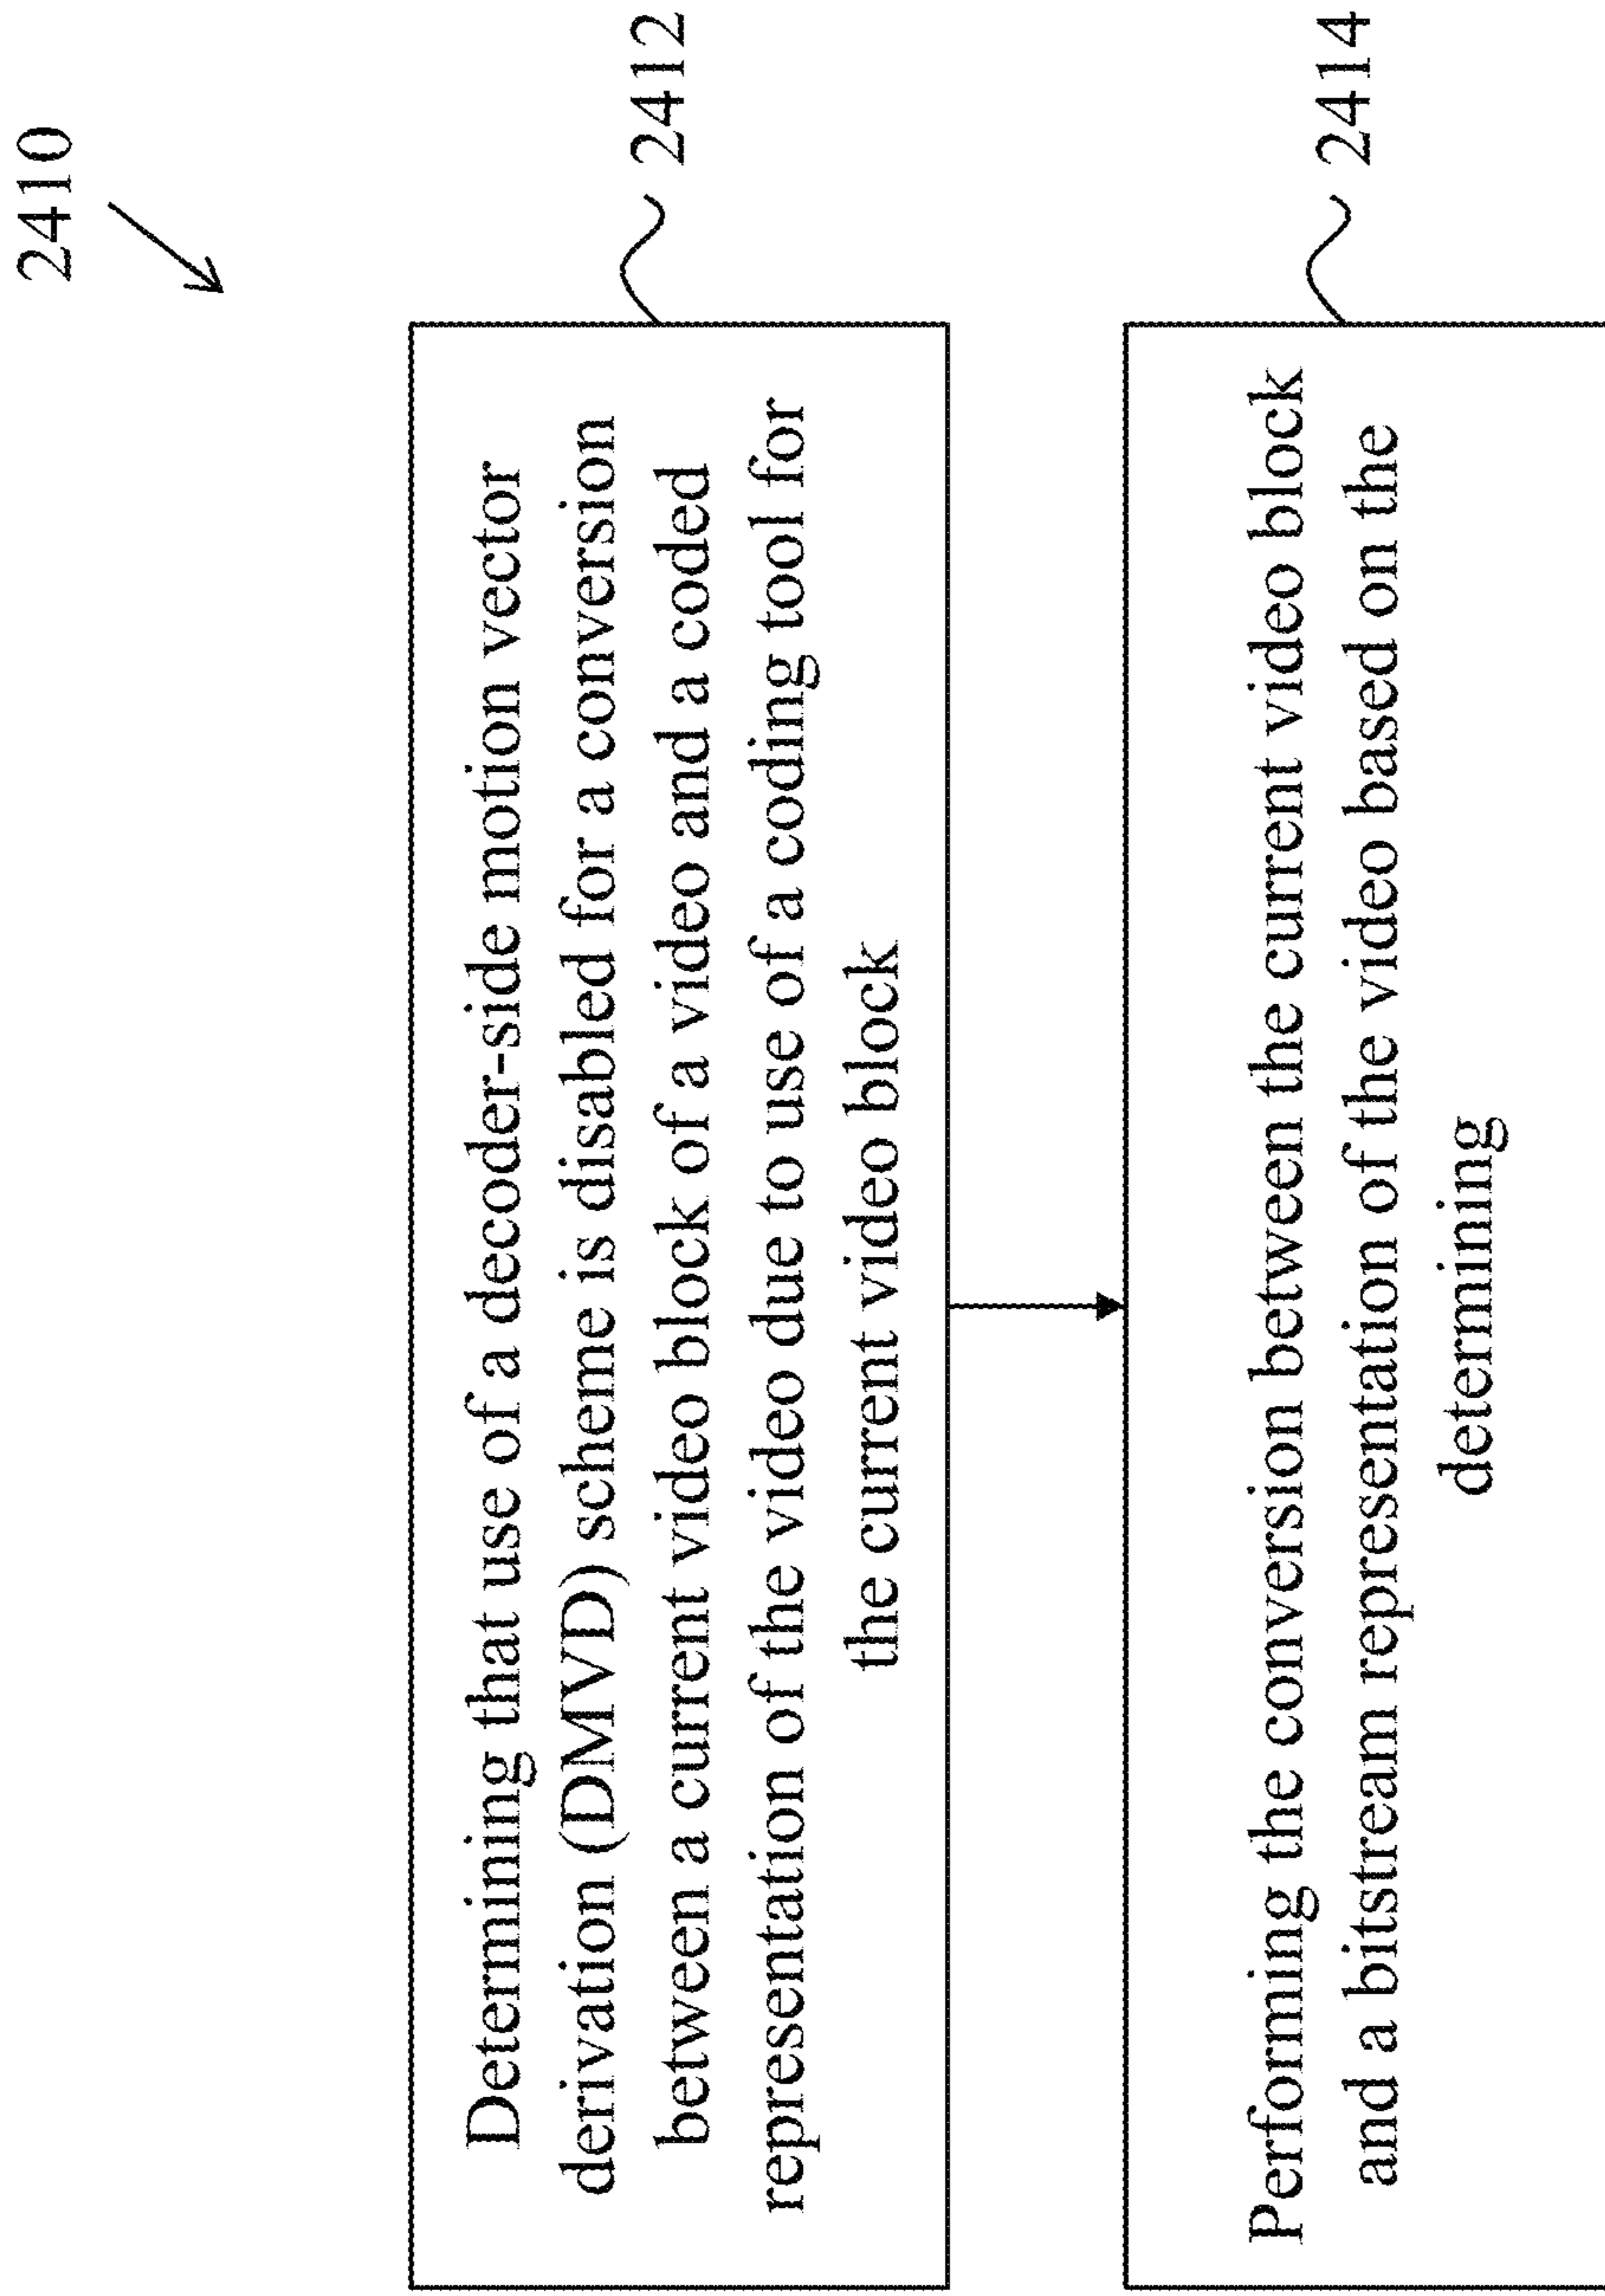 2410
Determining that use of a decoder-side motion vector
derivation (DMVD) scheme is disabled for a conversion
between a current video block of a video and a coded
representation of the video due to use of a coding tool for
the current video block
2412
Performing the conversion between the current video block
and a bitstream representation of the video based on the
determining
2414